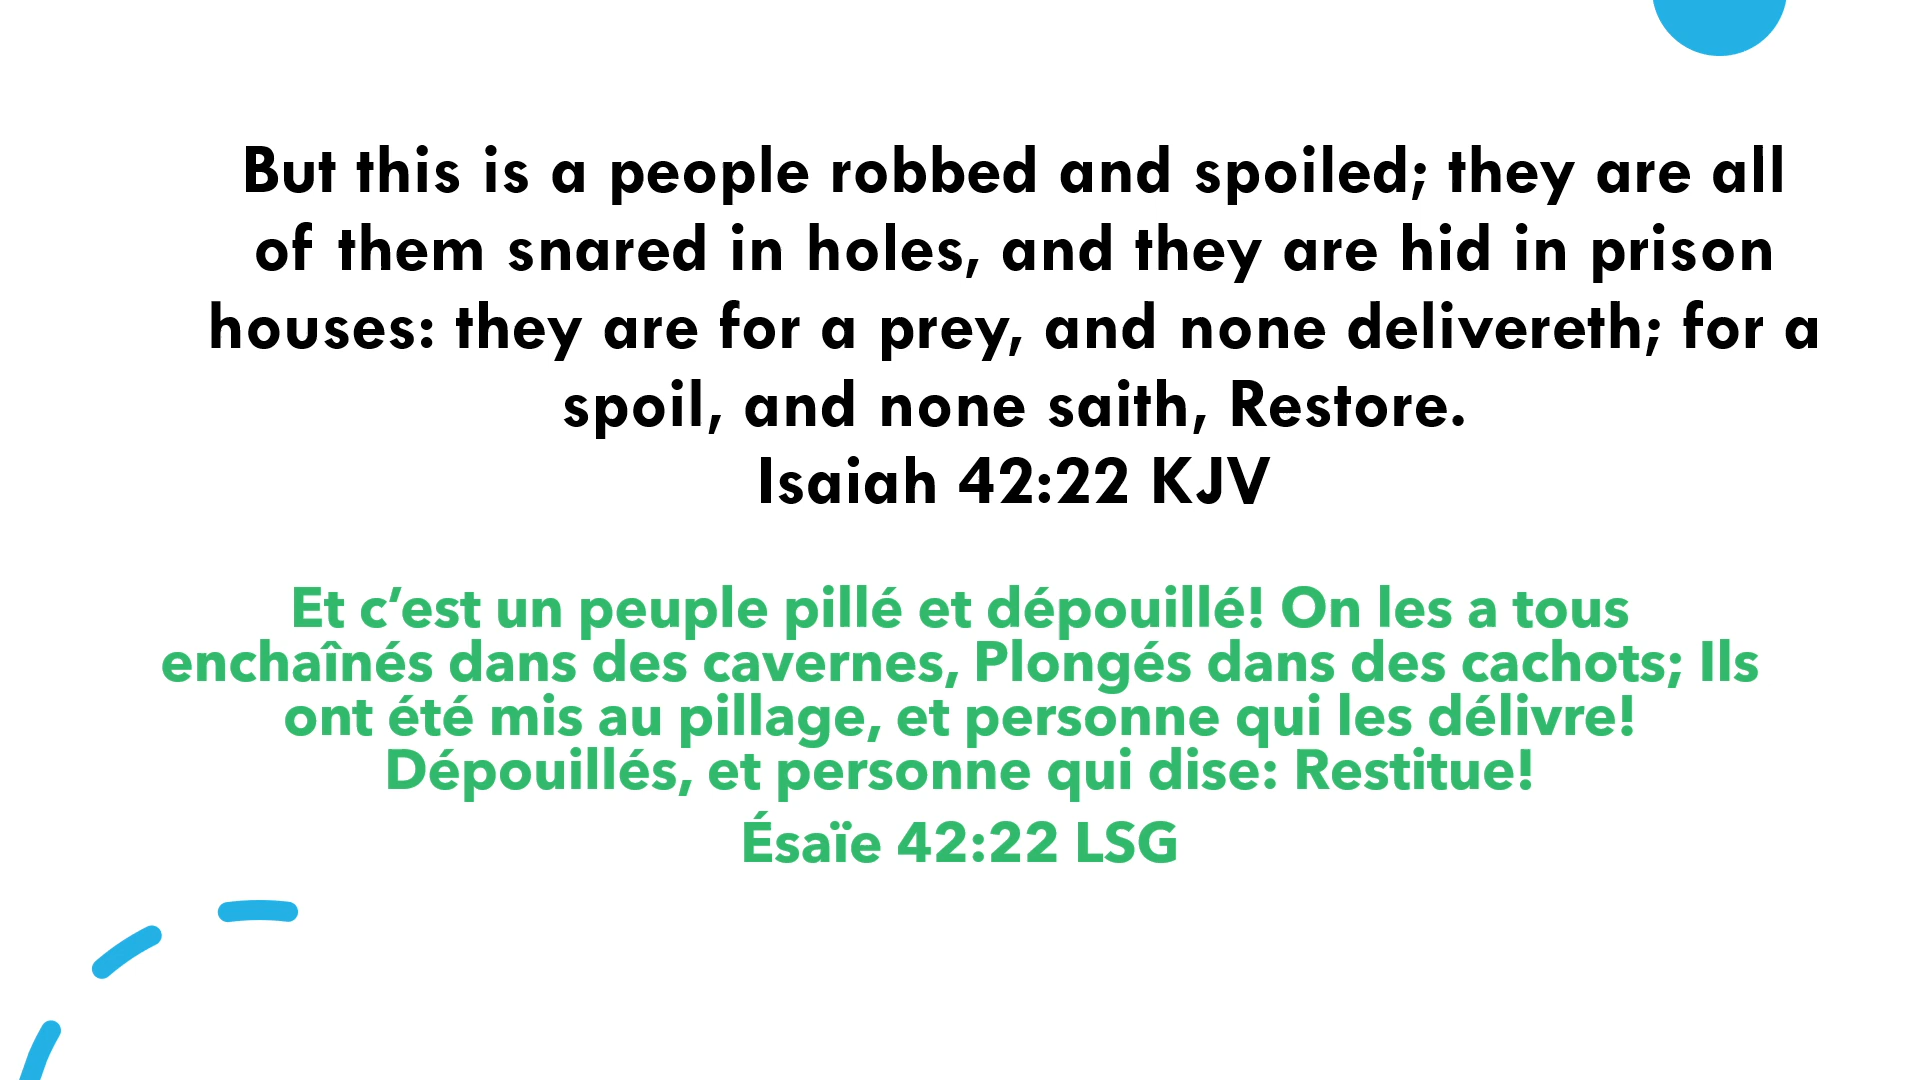 But this is a people robbed and spoiled; they are all
of them snared in holes, and they are hid in prison
houses: they are for a prey, and none delivereth; for a
spoil, and none saith, Restore.
Isaiah 42:22 KJV
Et c’est un peuple pillé et dépouillé! On les a tous
enchaînés dans des cavernes, Plongés dans des cachots; Ils
ont été mis au pillage, et personne qui les délivre!
Dépouillés, et personne qui dise: Restitue!
Ésaïe 42:22 LSG